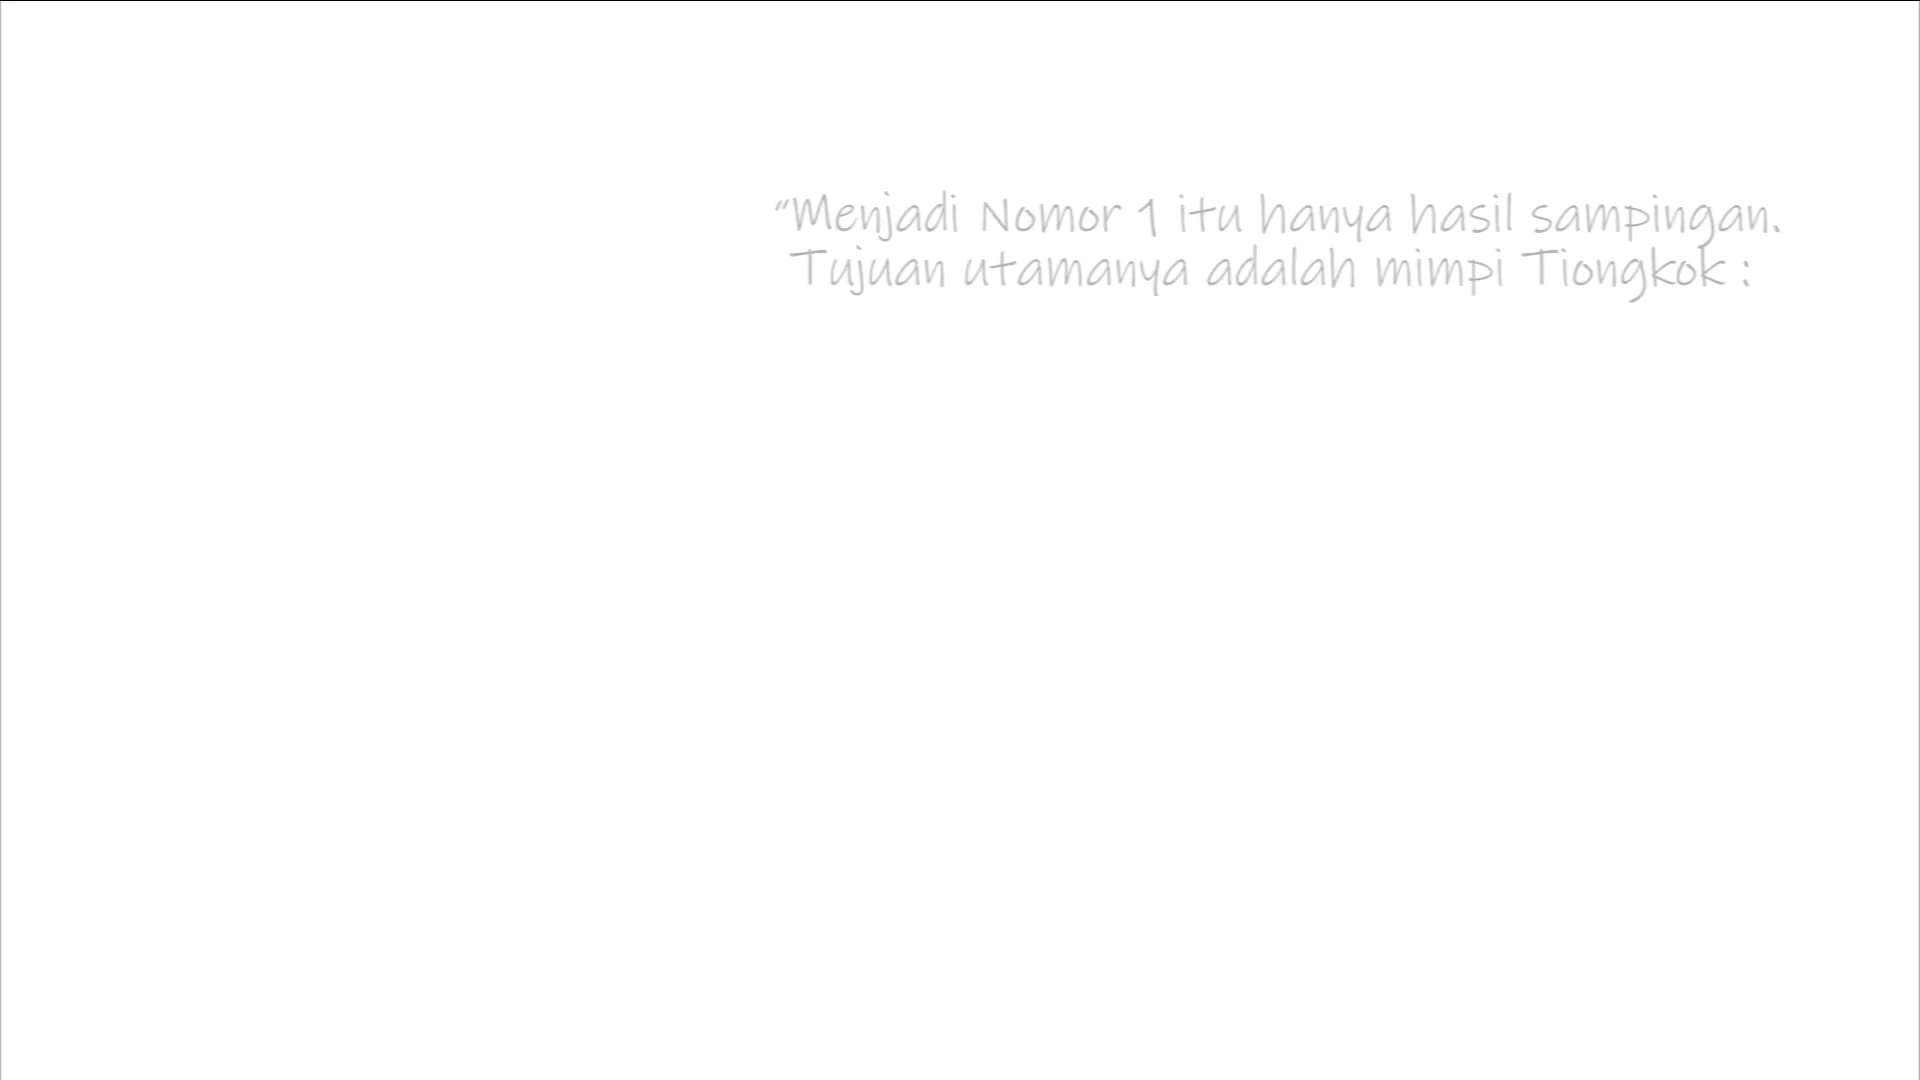 “Menjadi Nomor 1 itu hanya hasil sampingan.
Tujuan utamanya adalah mimpi Tiongkok :